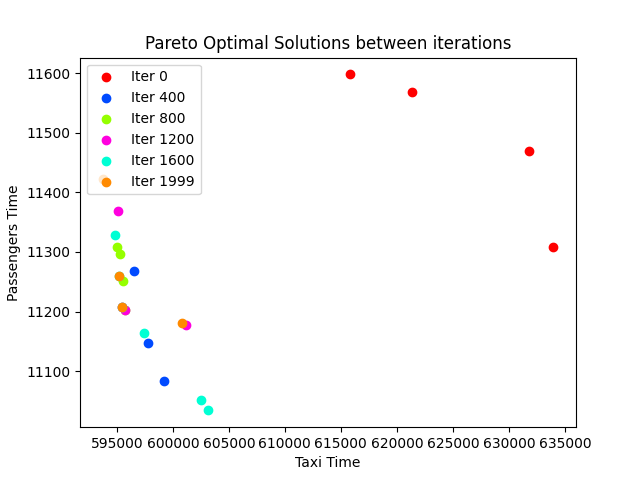 Pareto Optimal Solutions between iterations
11600
11500
11400
11300
11200
11100
Passengers Time
Iter 0
Iter 400
Iter 800
Iter 1200
Iter 1600
Iter 1999
595000 600000 605000 610000 615000 620000 625000 630000 635000
Taxi Time